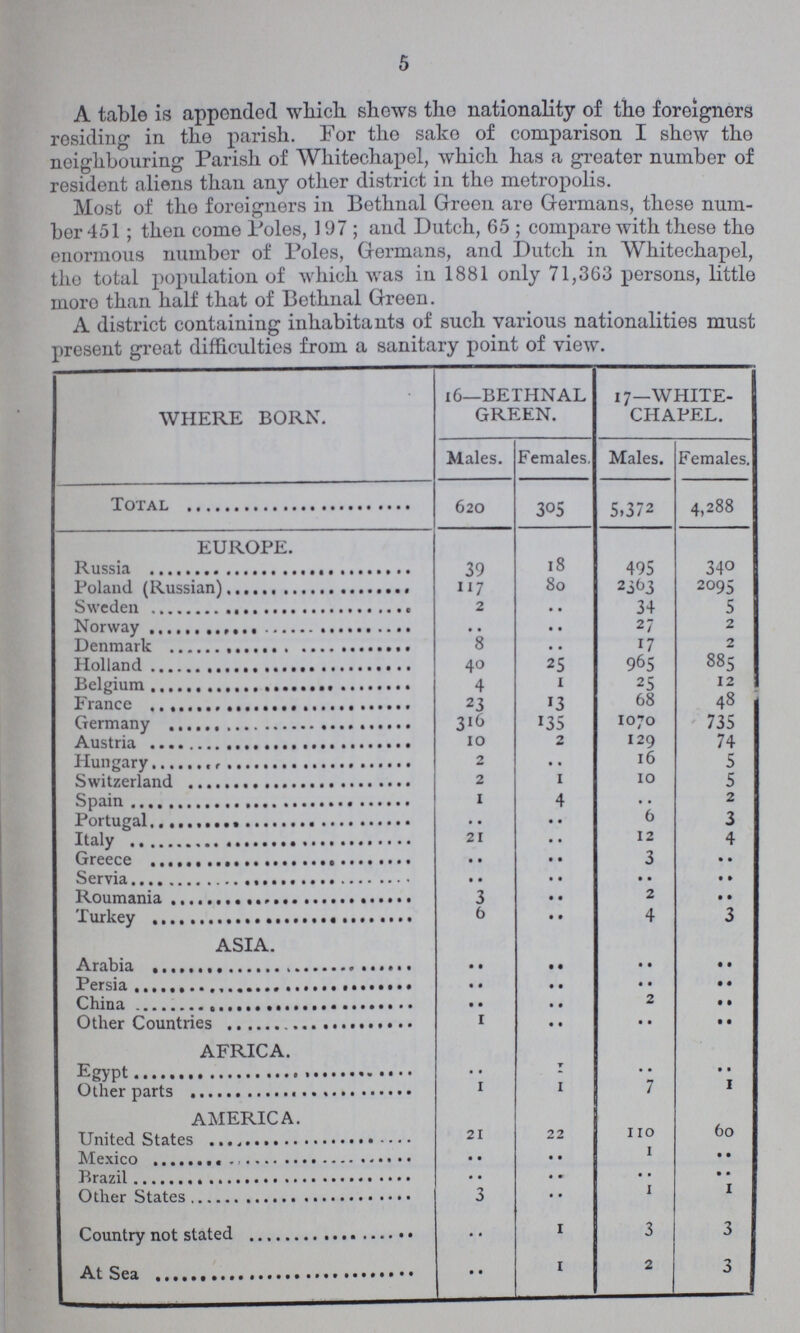 5
A table is appended which shews the nationality of the foreigners
residing in the parish. For the sake of comparison I shew the
neighbouring Parish of Whitechapel, which has a greater number of
resident aliens than any other district in the metropolis.
Most of the foreigners in Bethnal Green are Germans, these num-
ber 451 ; then come Poles, 197 ; and Dutch, 65 ; compare with these the
enormous number of Poles, Germans, and Dutch in Whitechapel,
the total population of which was in 1881 only 71,363 persons, little
more than half that of Bethnal Green.
A district containing inhabitants of such various nationalities must
present great difficulties from a sanitary point of view.
WHERE BORN. 16—BETHNAL GREEN. 17—WHITE-CHAPEL.
Males. Females. Males. Females.
TOTAL ........ 620 305 5,372 4,288
EUROPE.
Russia ........ 39 18 495 340
Poland (Russian) ........ 117 80 2363 2095
Sweden ........ 2 .. 34 5
Norway ........ .. .. 27 2
Denmark ........ 8 .. 17 2
Holland ........ 40 25 965 885
Belgium ........ 4 1 25 12
France ........ 23 13 68 48
Germany ........ 316 135 1070 735
Austria ........ 10 2 129 74
Hungary ........ 2 .. 16 5
Switzerland ........ 2 1 10 5
Spain ........ 1 4 .. 2
Portugal ........ .. .. 6 3
Italy ........ 21 .. 12 4
Greece ........ .. .. 3 ..
Servia ........ .. .. .. ..
Roumania ........ 3 .. 2 ..
Turkey ........ 6 .. 4 3
ASIA.
Arabia ........ .. .. .. ..
Persia ........ .. .. .. ..
China ........ .. .. 2 ..
Other Countries ........ 1 .. .. ..
AFRICA.
Egypt ........ .. 1 .. ..
Other parts ........ 1 1 7 1
AMERICA.
United States ........ 21 22 110 60
Mexico ........ .. .. 1 ..
Brazil ........ .. .. .. ..
Other States ........ 3 .. 1 1
Country not stated ........ .. 1 3 3
At Sea ........ .. 1 2 3